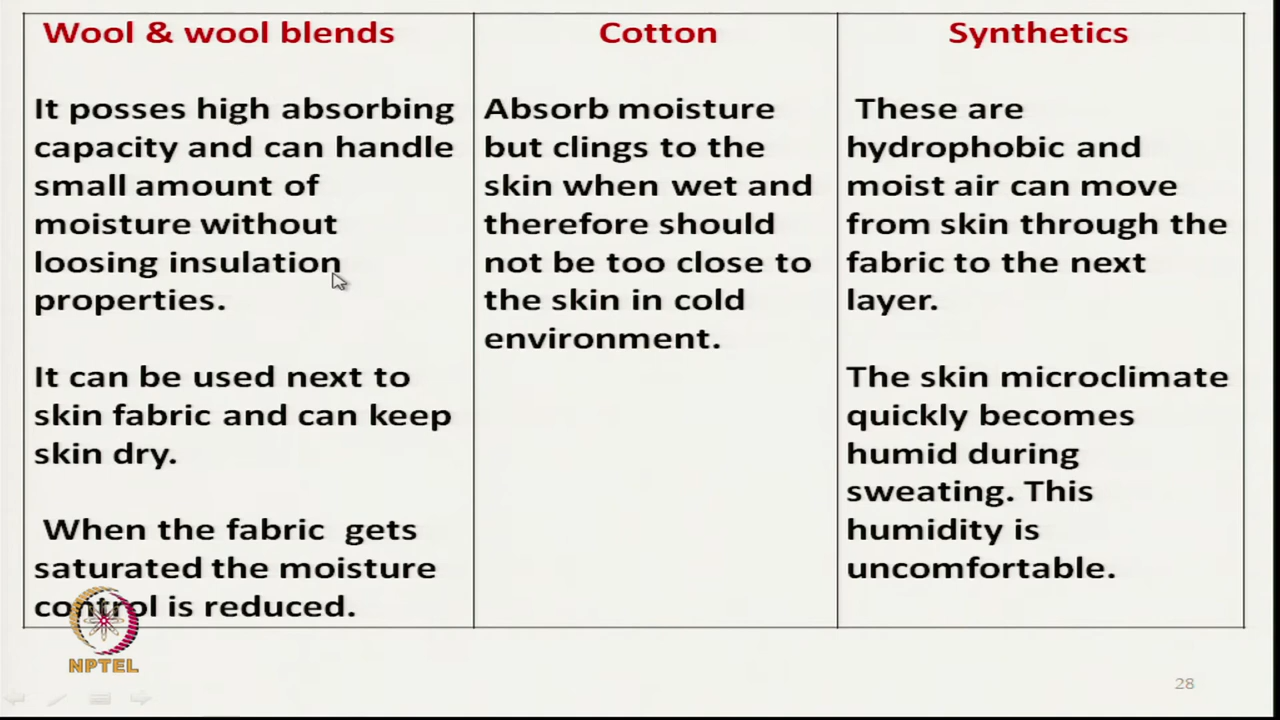 Wool & wool blends
It posses high absorbing
capacity and can handle
small amount of
moisture without
loosing insulation
properties.
It can be used next to
skin fabric and can keep
skin dry.
When the fabric gets
saturated the moisture
control is reduced.
Cotton
Absorb moisture
but clings to the
skin when wet and
therefore should
not be too close to
the skin in cold
environment.
Synthetics
These are
hydrophobic and
moist air can move
from skin through the
fabric to the next
layer.
The skin microclimate
quickly becomes
humid during
sweating. This
humidity is
uncomfortable.
NPTEL
28